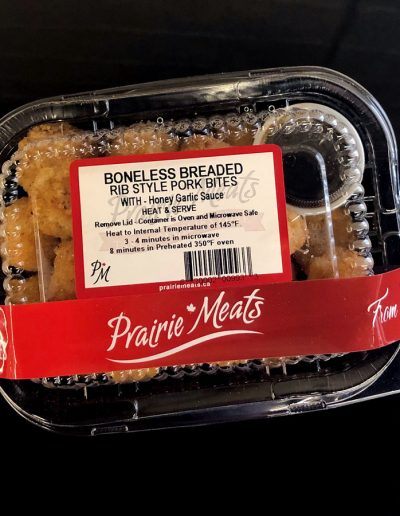 BONELESS BREADED
RIB STYLE PORK BITES
WITH - Honey Garlic Sauce
HEAT & SERVE
Remove Lid - Container is Oven and Microwave Safe
Heat to Internal Temperature of 145°F
3 - 4 minutes in microwave
8 minutes in Preheated 350°F oven
PM
prairiemeats.ca
Prairie Meats
From